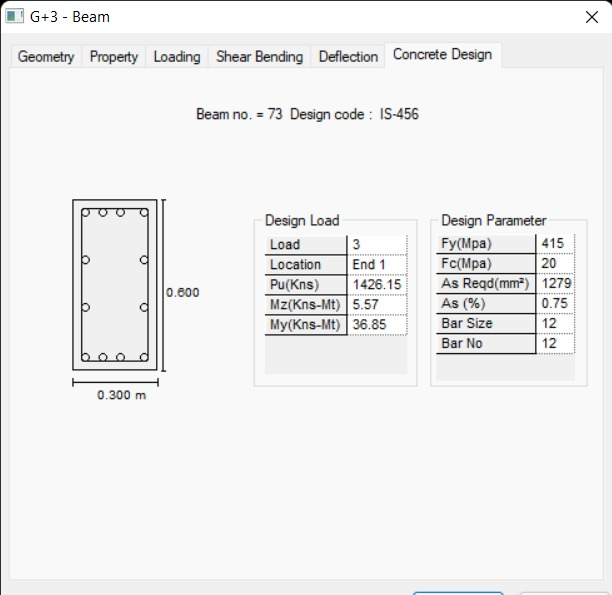 G+3 - Beam
Geometry Property Loading Shear Bending Deflection Concrete Design
Beam no. = 73 Design code : IS-456
0.600
0.300 m
Design Load
Load 3
Location End 1
Pu(Kns) 1426.15
Mz(Kns-Mt) 5.57
My(Kns-Mt) 36.85
Design Parameter
Fy(Mpa) 415
Fc(Mpa) 20
As Reqd(mm²) 1279
As (%) 0.75
Bar Size 12
Bar No 12